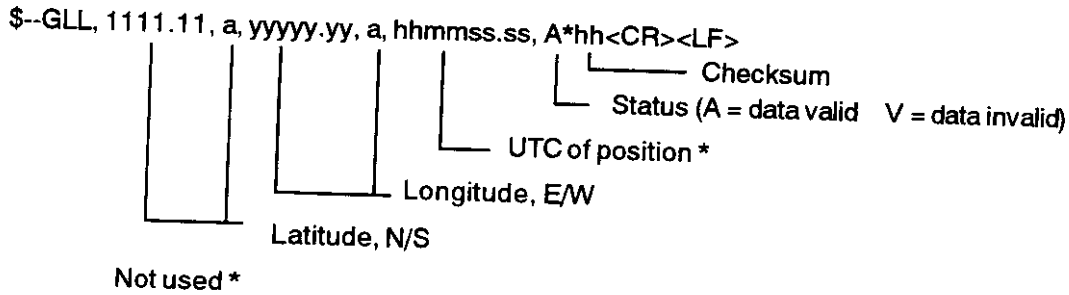 $--GLL, 1111.11, a, yyyyy.yy, a, hhmmss.ss, A*hh<CR><LF>
Checksum
Status (A = data valid V = data invalid)
UTC of position *
Longitude, E/W
Latitude, N/S
Not used *